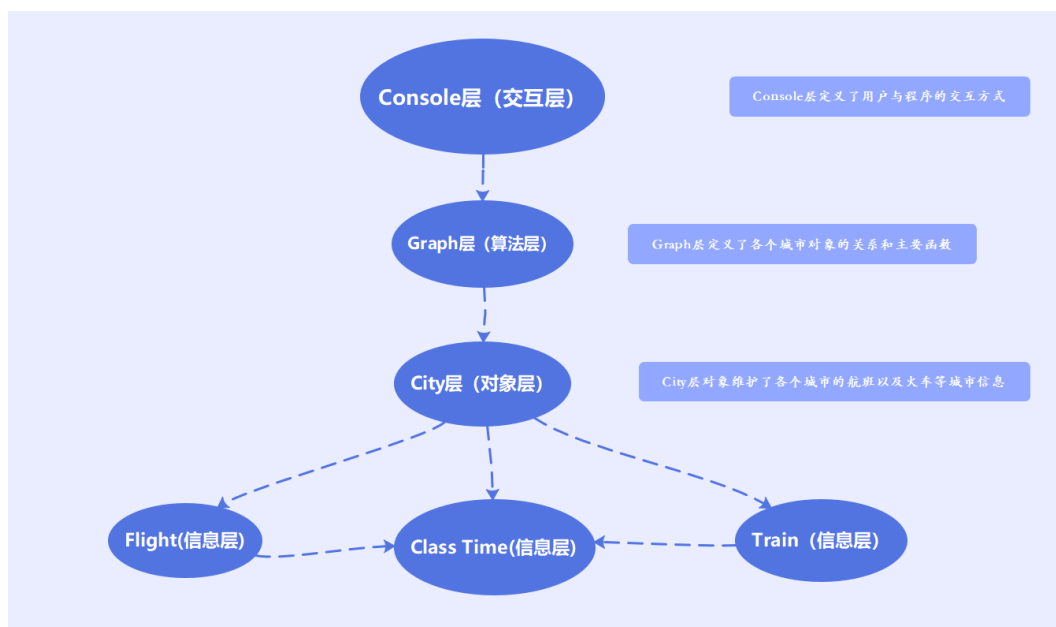 Console层（交互层）
Console层定义了用户与程序的交互方式
Graph层（算法层）
Graph层定义了各个城市对象的关系和主要函数
City层（对象层）
City层对象维护了各个城市的航班以及火车等城市信息
Flight(信息层)
Class Time(信息层)
Train（信息层）